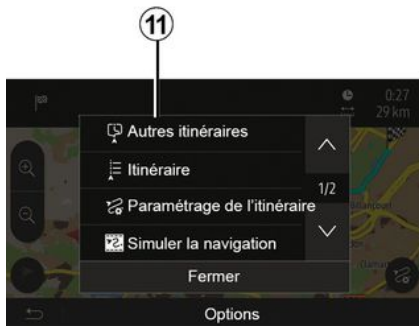 11
0:27
29 km
Autres itinéraires
Itinéraire
1/2
Paramétrage de l'itinéraire
Simuler la navigation
Fermer
Options